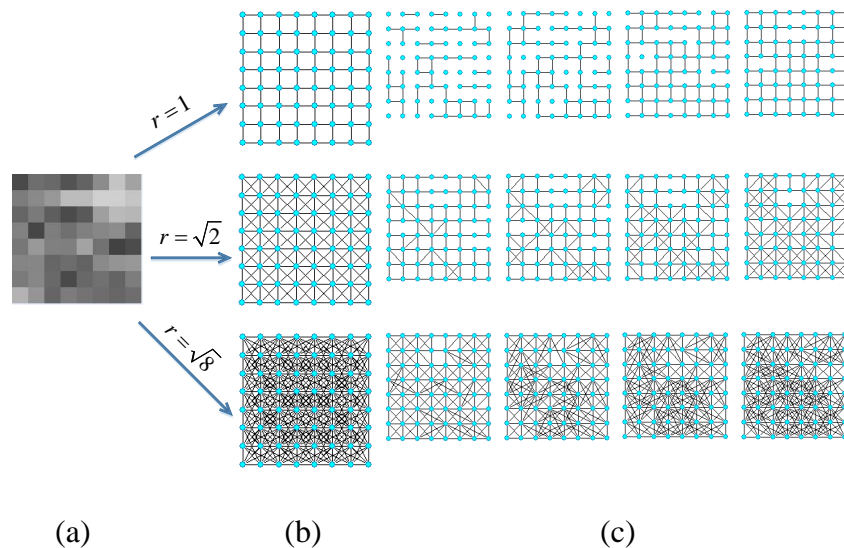 r = 1
r = √2
r = √8
(a) (b) (c)